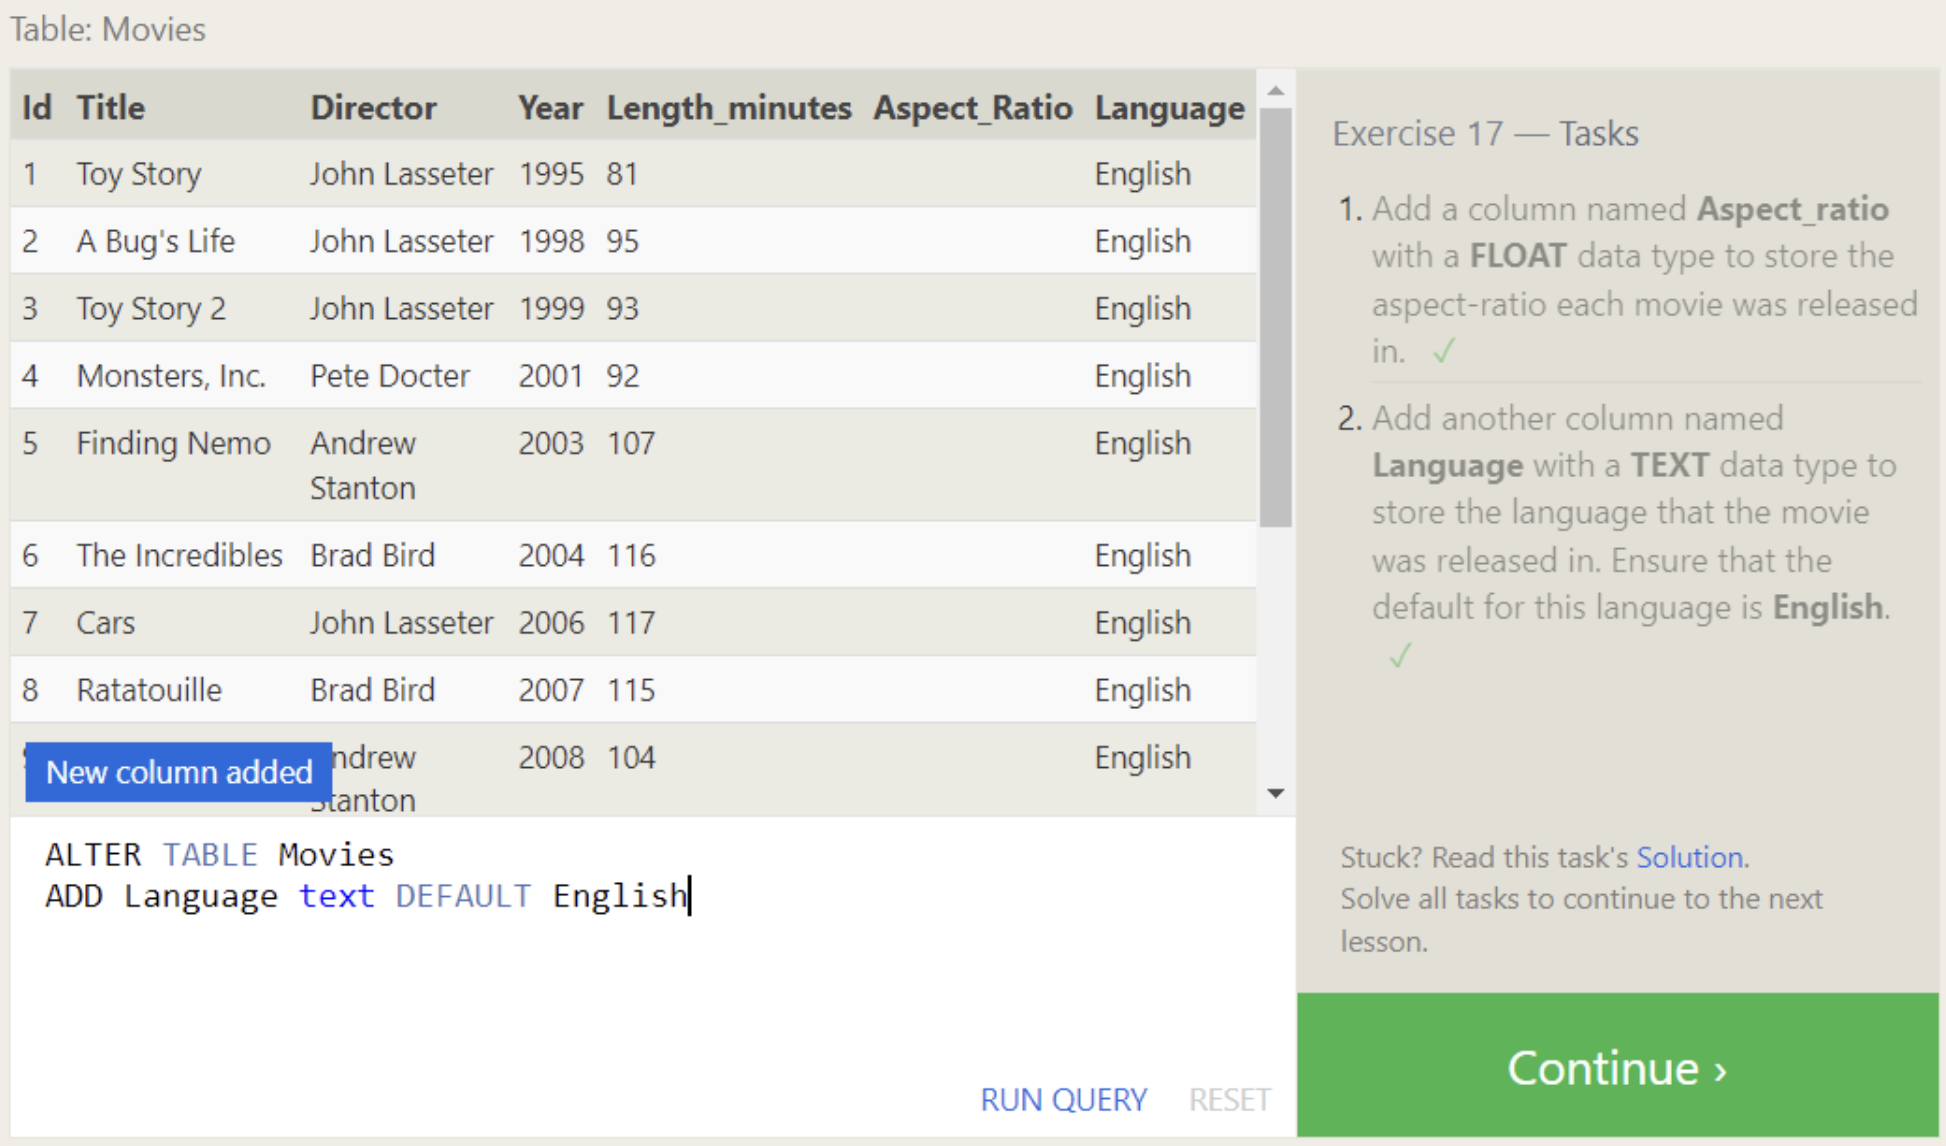 Table: Movies
Id Title Director Year Length_minutes Aspect_Ratio Language
1 Toy Story John Lasseter 1995 81 English
2 A Bug's Life John Lasseter 1998 95 English
3 Toy Story 2 John Lasseter 1999 93 English
4 Monsters, Inc. Pete Docter 2001 92 English
5 Finding Nemo Andrew 2003 107 English
Stanton
6 The Incredibles Brad Bird 2004 116 English
7 Cars John Lasseter 2006 117 English
8 Ratatouille Brad Bird 2007 115 English
ndrew 2008 104 English
Stanton
New column added
ALTER TABLE Movies
ADD Language text DEFAULT English
RUN QUERY RESET
Exercise 17 — Tasks
1. Add a column named Aspect_ratio
with a FLOAT data type to store the
aspect-ratio each movie was released
in. ✓
2. Add another column named
Language with a TEXT data type to
store the language that the movie
was released in. Ensure that the
default for this language is English.
✓
Stuck? Read this task's Solution.
Solve all tasks to continue to the next
lesson.
Continue ›